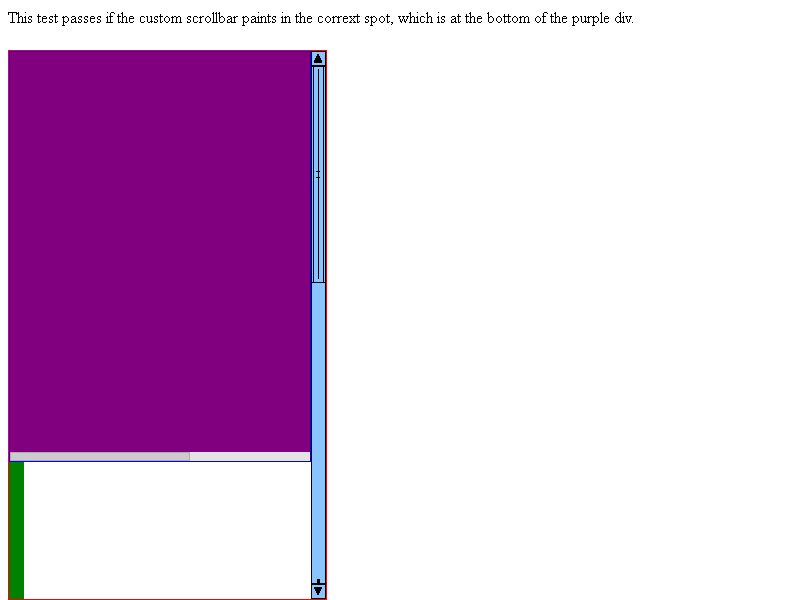 This test passes if the custom scrollbar paints in the corrext spot, which is at the bottom of the purple div.